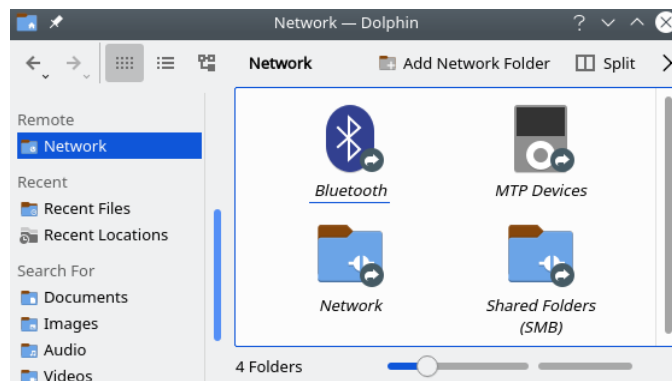 Network — Dolphin
Network
Add Network Folder
Split
Remote
Network
Recent
Recent Files
Recent Locations
Search For
Documents
Images
Audio
Videos
Bluetooth
MTP Devices
Network
Shared Folders
(SMB)
4 Folders